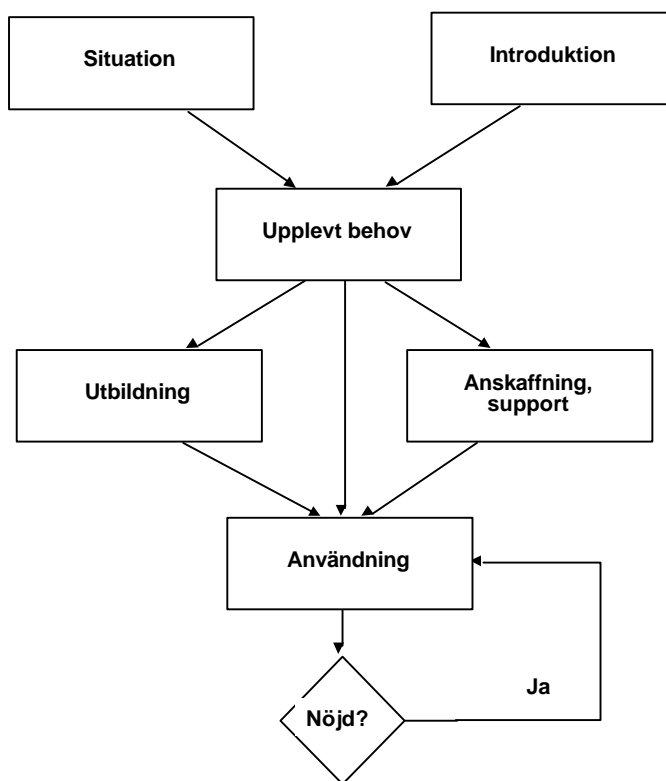 Situation
Introduktion
Upplevt behov
Utbildning
Anskaffning,
support
Användning
Ja
Nöjd?